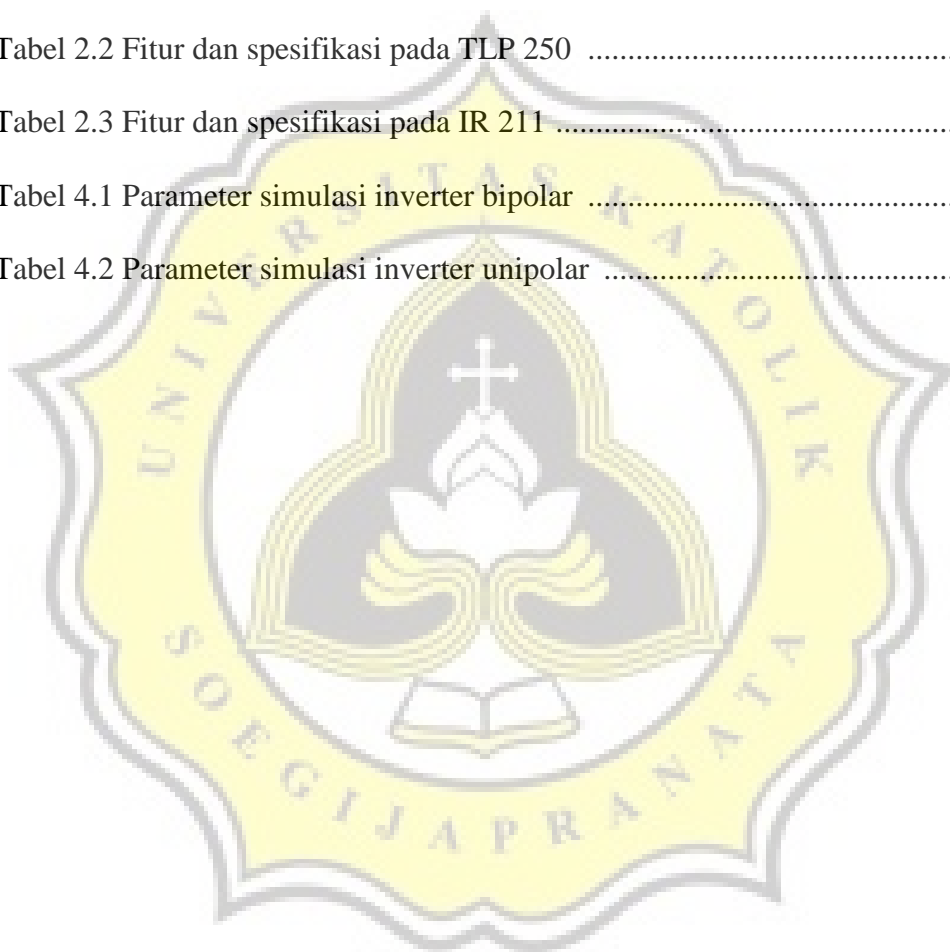 Tabel 2.2 Fitur dan spesifikasi pada TLP 250 ............................................
Tabel 2.3 Fitur dan spesifikasi pada IR 211 ................................................
Tabel 4.1 Parameter simulasi inverter bipolar ............................................
Tabel 4.2 Parameter simulasi inverter unipolar ..........................................
UNIVERSITAS KATOLIK
SOEGIJAPRANATA